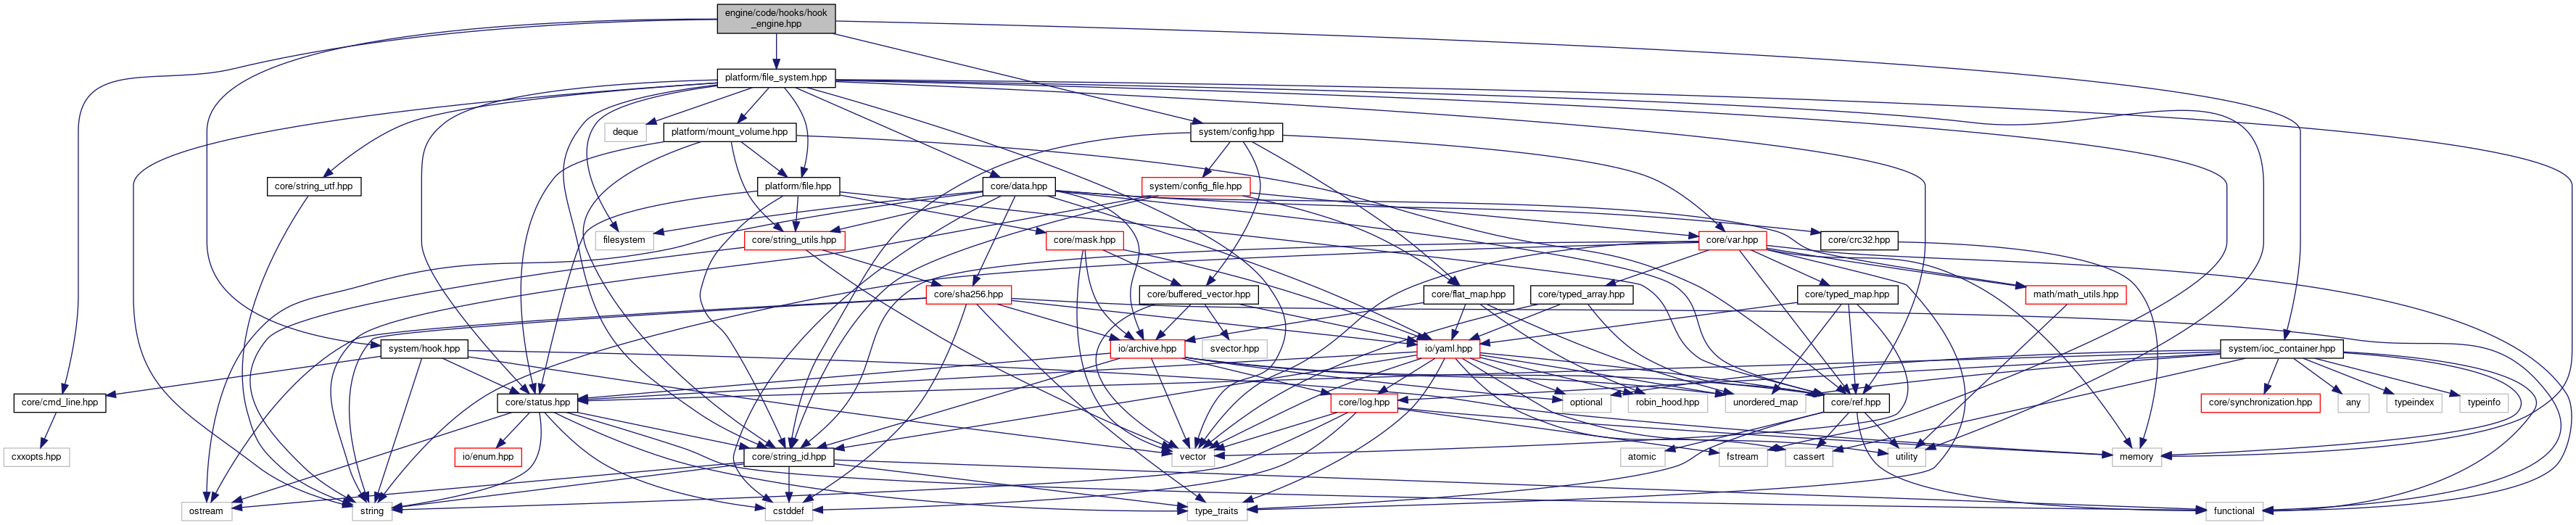 engine/code/hooks/hook
_engine.hpp
platform/file_system.hpp
deque
platform/mount_volume.hpp
system/config.hpp
core/string_utf.hpp
platform/file.hpp
core/data.hpp
system/config_file.hpp
filesystem
core/string_utils.hpp
core/mask.hpp
core/var.hpp
core/crc32.hpp
core/sha256.hpp
core/buffered_vector.hpp
core/flat_map.hpp
core/typed_array.hpp
core/typed_map.hpp
math/math_utils.hpp
system/hook.hpp
io/archive.hpp
svector.hpp
io/yaml.hpp
system/ioc_container.hpp
core/cmd_line.hpp
core/status.hpp
core/log.hpp
optional
robin_hood.hpp
unordered_map
core/ref.hpp
core/synchronization.hpp
any
typeindex
typeinfo
cxxopts.hpp
io/enum.hpp
core/string_id.hpp
vector
atomic
fstream
cassert
utility
memory
ostream
string
cstddef
type_traits
functional